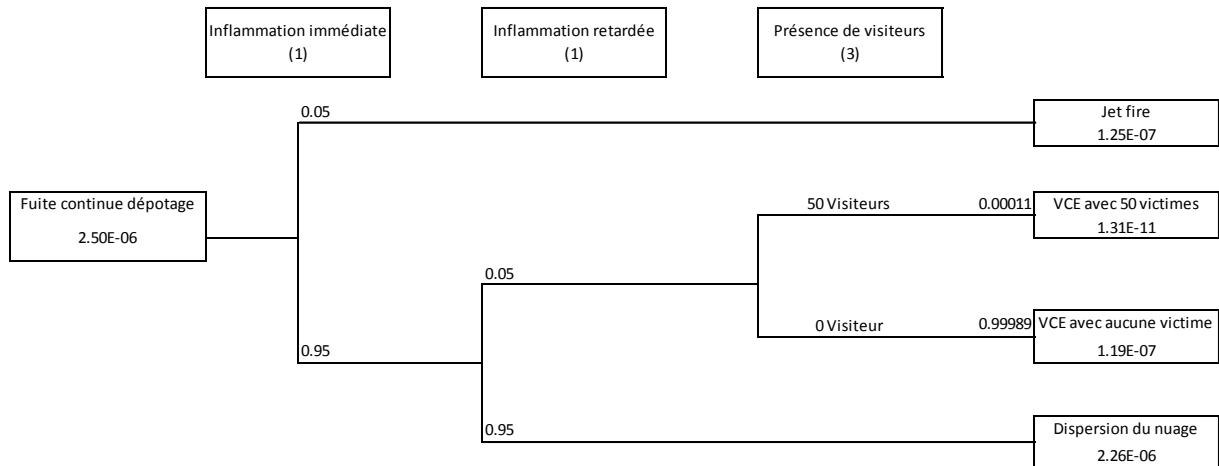 Inflammation immédiate
(1)
Inflammation retardée
(1)
Présence de visiteurs
(3)
0.05
Jet fire
1.25E-07
Fuite continue dépotage
2.50E-06
50 Visiteurs
0.00011
VCE avec 50 victimes
1.31E-11
0.05
0 Visiteur
0.99989
VCE avec aucune victime
1.19E-07
0.95
0.95
Dispersion du nuage
2.26E-06